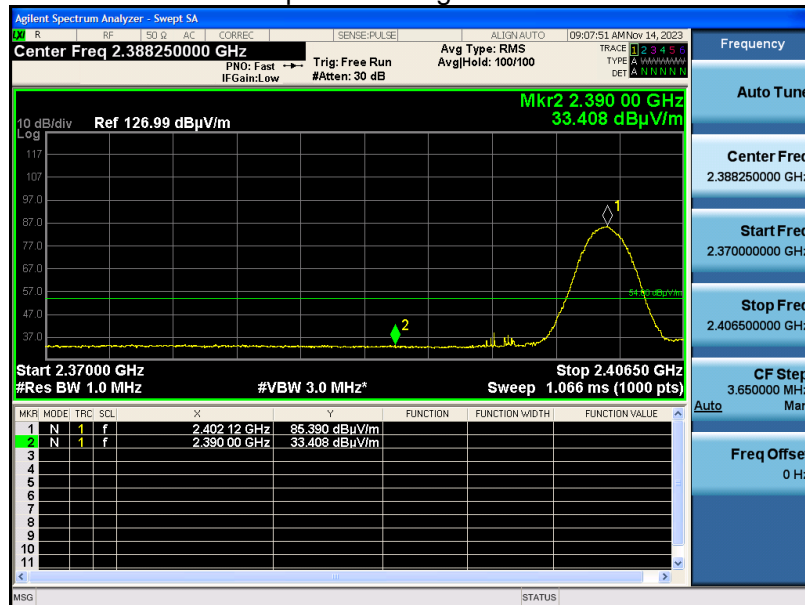 Agilent Spectrum Analyzer - Swept SA
LXI R RF 50 Ω AC CORREC SENSE:PULSE ALIGN AUTO 09:07:51 AM Nov 14, 2023
Center Freq 2.388250000 GHz
PNO: Fast
IFGain:Low
Trig: Free Run
#Atten: 30 dB
Avg Type: RMS
Avg|Hold: 100/100
TRACE 1 2 3 4 5 6
TYPE A WWWWW
DET A N N N N N
Mkr2 2.390 00 GHz
33.408 dBµV/m
10 dB/div
Log
Ref 126.99 dBµV/m
117
107
97.0
87.0
77.0
67.0
57.0
47.0
37.0
1
2
54.00 dBµV/m
Start 2.37000 GHz
Stop 2.40650 GHz
#Res BW 1.0 MHz
#VBW 3.0 MHz*
Sweep 1.066 ms (1000 pts)
MKR MODE TRC SCL X Y FUNCTION FUNCTION WIDTH FUNCTION VALUE
1 N 1 f 2.402 12 GHz 85.390 dBµV/m
2 N 1 f 2.390 00 GHz 33.408 dBµV/m
3
4
5
6
7
8
9
10
11
MSG
STATUS
Frequency
Auto Tune
Center Freq
2.388250000 GHz
Start Freq
2.370000000 GHz
Stop Freq
2.406500000 GHz
CF Step
3.650000 MHz
Auto Man
Freq Offset
0 Hz